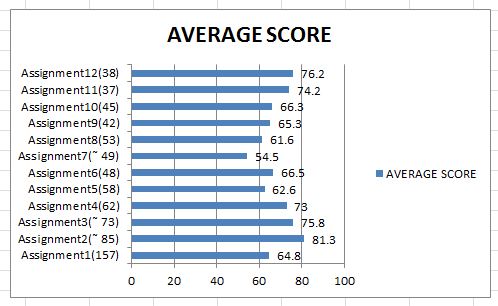 AVERAGE SCORE
Assignment12(38) 76.2
Assignment11(37) 74.2
Assignment10(45) 66.3
Assignment9(42) 65.3
Assignment8(53) 61.6
Assignment7(~ 49) 54.5
Assignment6(48) 66.5
Assignment5(58) 62.6
Assignment4(62) 73
Assignment3(~ 73) 75.8
Assignment2(~ 85) 81.3
Assignment1(157) 64.8
AVERAGE SCORE
0 20 40 60 80 100